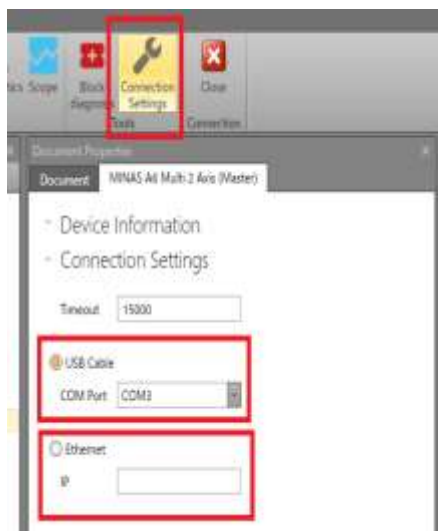 Scope
Block
diagram
Connection
Settings
Close
Tools
Connection
Document Properties
Document
MINAS A6 Multi 2 Axis (Master)
Device Information
Connection Settings
Timeout
15000
USB Cable
COM Port
COM3
Ethernet
IP